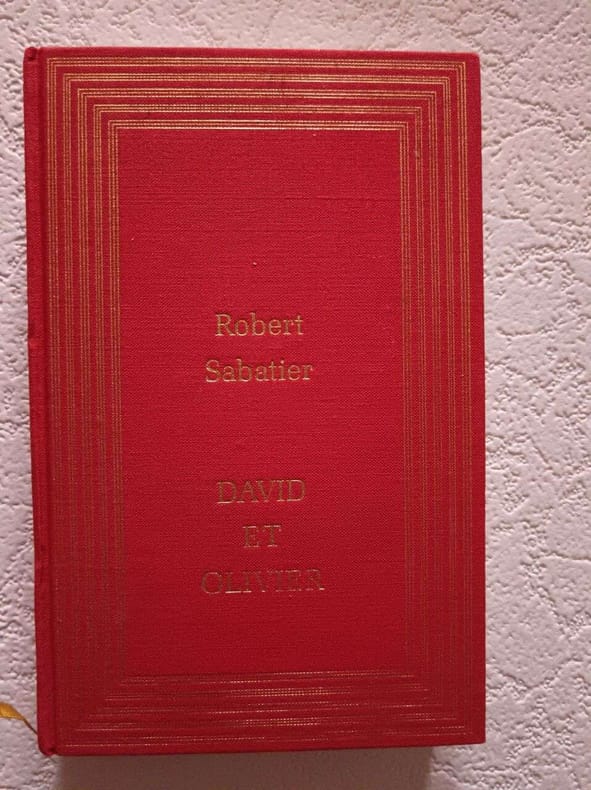 Robert
Sabatier
DAVID
ET
OLIVIER